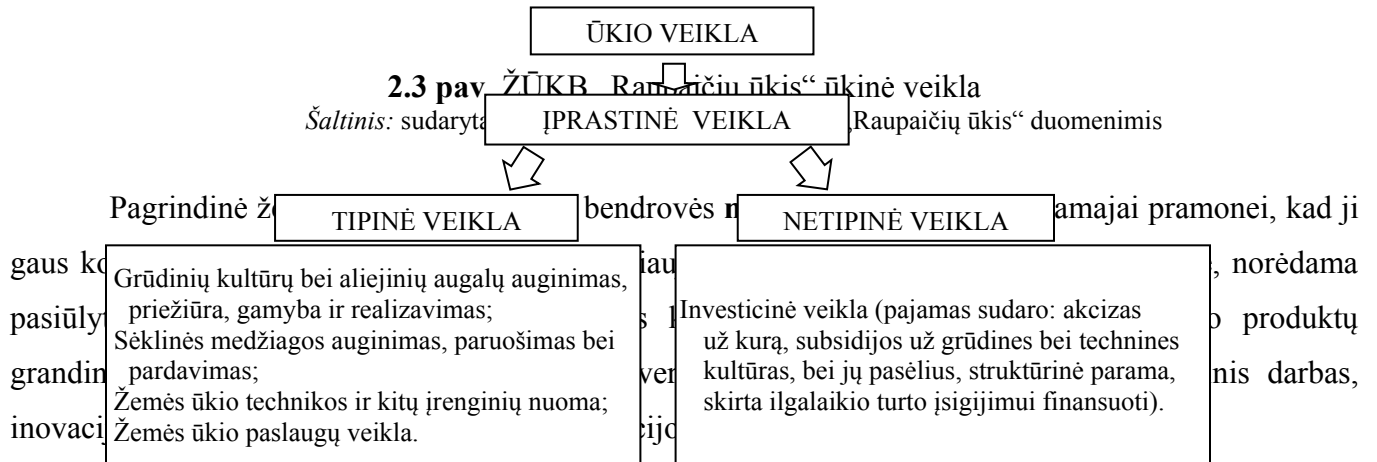 ŪKIO VEIKLA
2.3 pav. ŽŪKB „Raupaičių ūkis“ ūkinė veikla
Šaltinis: sudaryta „Raupaičių ūkis“ duomenimis
ĮPRASTINĖ VEIKLA
Pagrindinė bendrovės amajai pramonei, kad ji
TIPINĖ VEIKLA
NETIPINĖ VEIKLA
gaus norėdama
Grūdinių kultūrų bei aliejinių augalų auginimas,
priežiūra, gamyba ir realizavimas;
Sėklinės medžiagos auginimas, paruošimas bei
pardavimas;
Žemės ūkio technikos ir kitų įrenginių nuoma;
Žemės ūkio paslaugų veikla.
Investicinė veikla (pajamas sudaro: akcizas
už kurą, subsidijos už grūdines bei technines
kultūras, bei jų pasėlius, struktūrinė parama,
skirta ilgalaikio turto įsigijimui finansuoti).
pasiūly produktų
grandin nis darbas,
inovacij